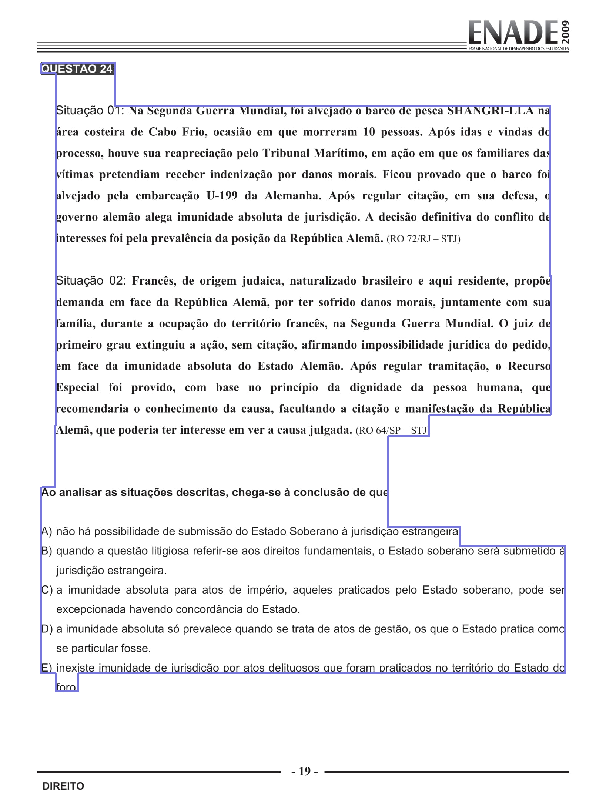 ENADE 2009
EXAME NACIONAL DE DESEMPENHO DOS ESTUDANTES
QUESTÃO 24
Situação 01: Na Segunda Guerra Mundial, foi alvejado o barco de pesca SHANGRI-LLA na
área costeira de Cabo Frio, ocasião em que morreram 10 pessoas. Após idas e vindas do
processo, houve sua reapreciação pelo Tribunal Marítimo, em ação em que os familiares das
vítimas pretendiam receber indenização por danos morais. Ficou provado que o barco foi
alvejado pela embarcação U-199 da Alemanha. Após regular citação, em sua defesa, o
governo alemão alega imunidade absoluta de jurisdição. A decisão definitiva do conflito de
interesses foi pela prevalência da posição da República Alemã. (RO 72/RJ – STJ)
Situação 02: Francês, de origem judaica, naturalizado brasileiro e aqui residente, propõe
demanda em face da República Alemã, por ter sofrido danos morais, juntamente com sua
família, durante a ocupação do território francês, na Segunda Guerra Mundial. O juiz de
primeiro grau extinguiu a ação, sem citação, afirmando impossibilidade jurídica do pedido,
em face da imunidade absoluta do Estado Alemão. Após regular tramitação, o Recurso
Especial foi provido, com base no princípio da dignidade da pessoa humana, que
recomendaria o conhecimento da causa, facultando a citação e manifestação da República
Alemã, que poderia ter interesse em ver a causa julgada. (RO 64/SP – STJ)
Ao analisar as situações descritas, chega-se à conclusão de que
A) não há possibilidade de submissão do Estado Soberano à jurisdição estrangeira.
B) quando a questão litigiosa referir-se aos direitos fundamentais, o Estado soberano será submetido à
jurisdição estrangeira.
C) a imunidade absoluta para atos de império, aqueles praticados pelo Estado soberano, pode ser
excepcionada havendo concordância do Estado.
D) a imunidade absoluta só prevalece quando se trata de atos de gestão, os que o Estado pratica como
se particular fosse.
E) inexiste imunidade de jurisdição por atos delituosos que foram praticados no território do Estado do
foro.
- 19 -
DIREITO